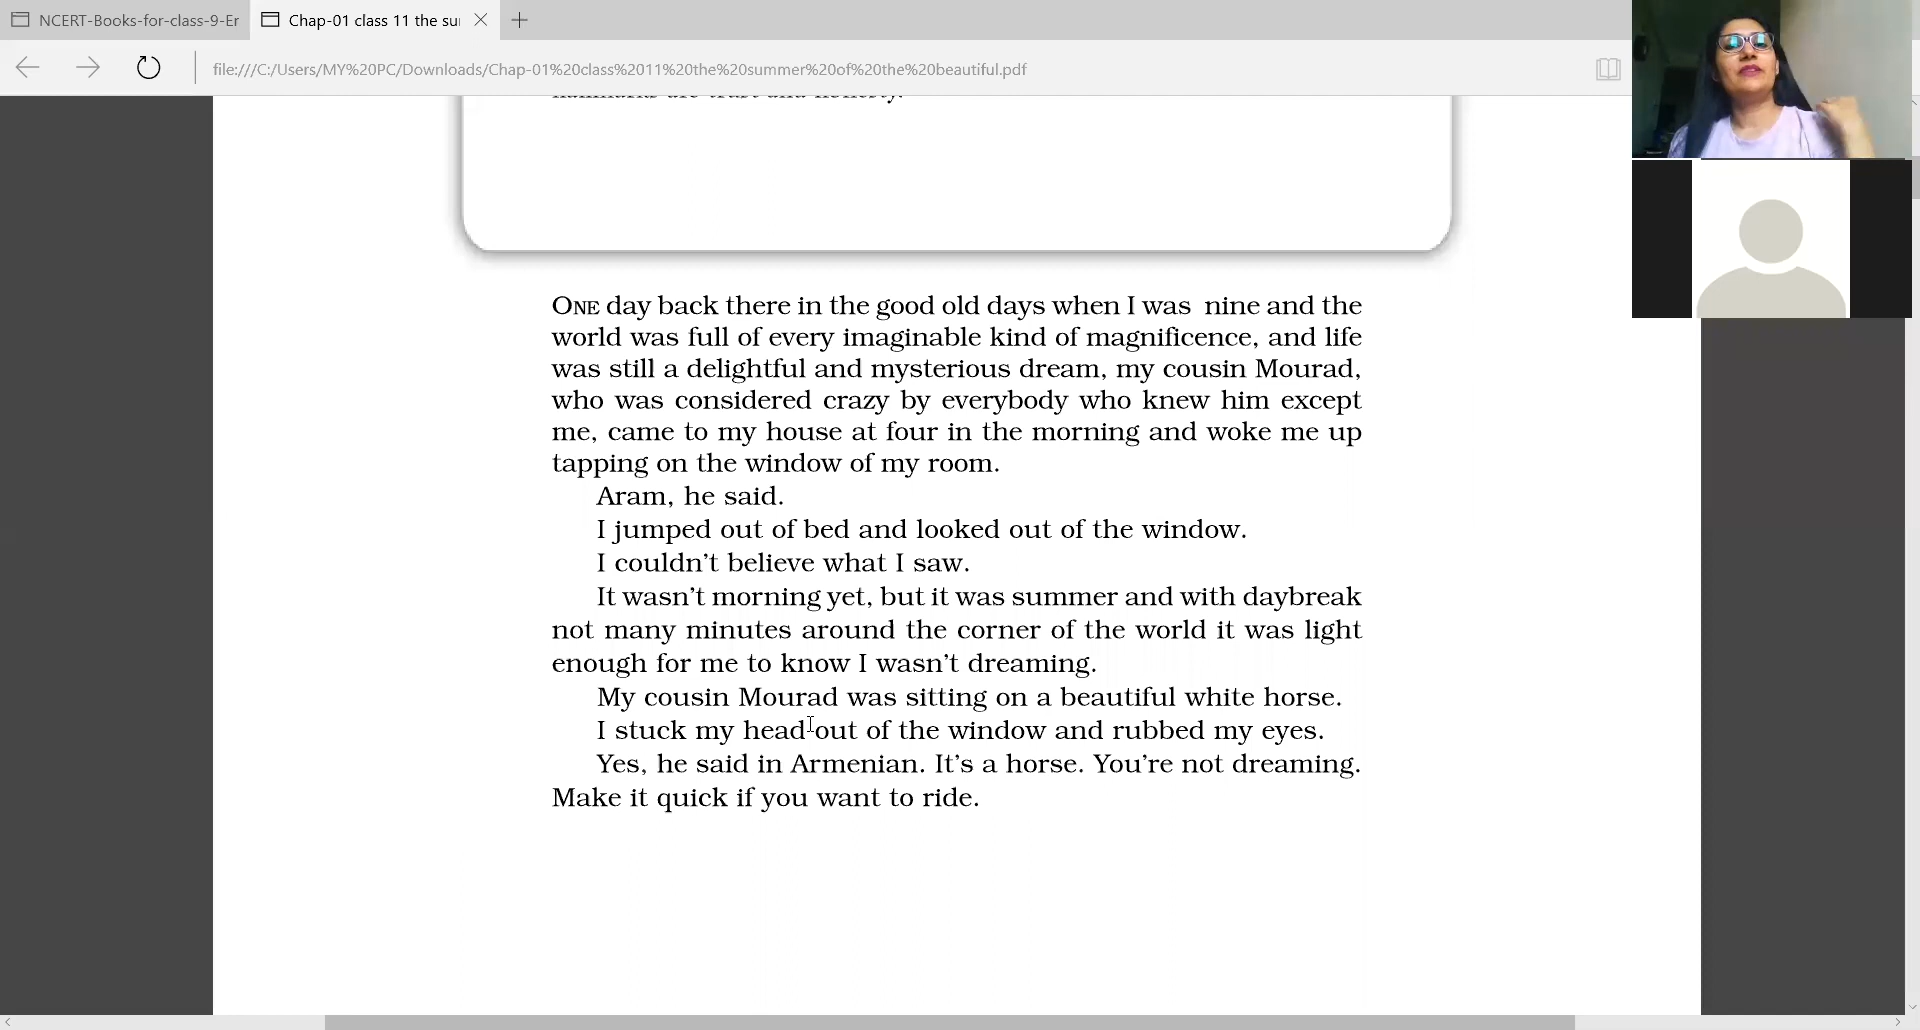 NCERT-Books-for-class-9-Er
Chap-01 class 11 the su
file:///C:/Users/MY%20PC/Downloads/Chap-01%20class%2011%20the%20summer%20of%20the%20beautiful.pdf
hallmarks are trust and honesty.
ONE day back there in the good old days when I was nine and the
world was full of every imaginable kind of magnificence, and life
was still a delightful and mysterious dream, my cousin Mourad,
who was considered crazy by everybody who knew him except
me, came to my house at four in the morning and woke me up
tapping on the window of my room.
Aram, he said.
I jumped out of bed and looked out of the window.
I couldn't believe what I saw.
It wasn't morning yet, but it was summer and with daybreak
not many minutes around the corner of the world it was light
enough for me to know I wasn't dreaming.
My cousin Mourad was sitting on a beautiful white horse.
I stuck my head out of the window and rubbed my eyes.
Yes, he said in Armenian. It's a horse. You're not dreaming.
Make it quick if you want to ride.